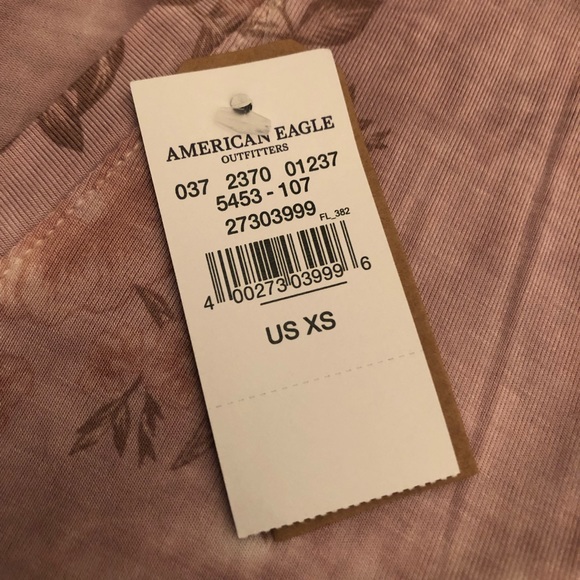 AMERICAN EAGLE
OUTFITTERS
037 2370 01237
5453 - 107
27303999 FL_382
4 00273 03999 6
US XS